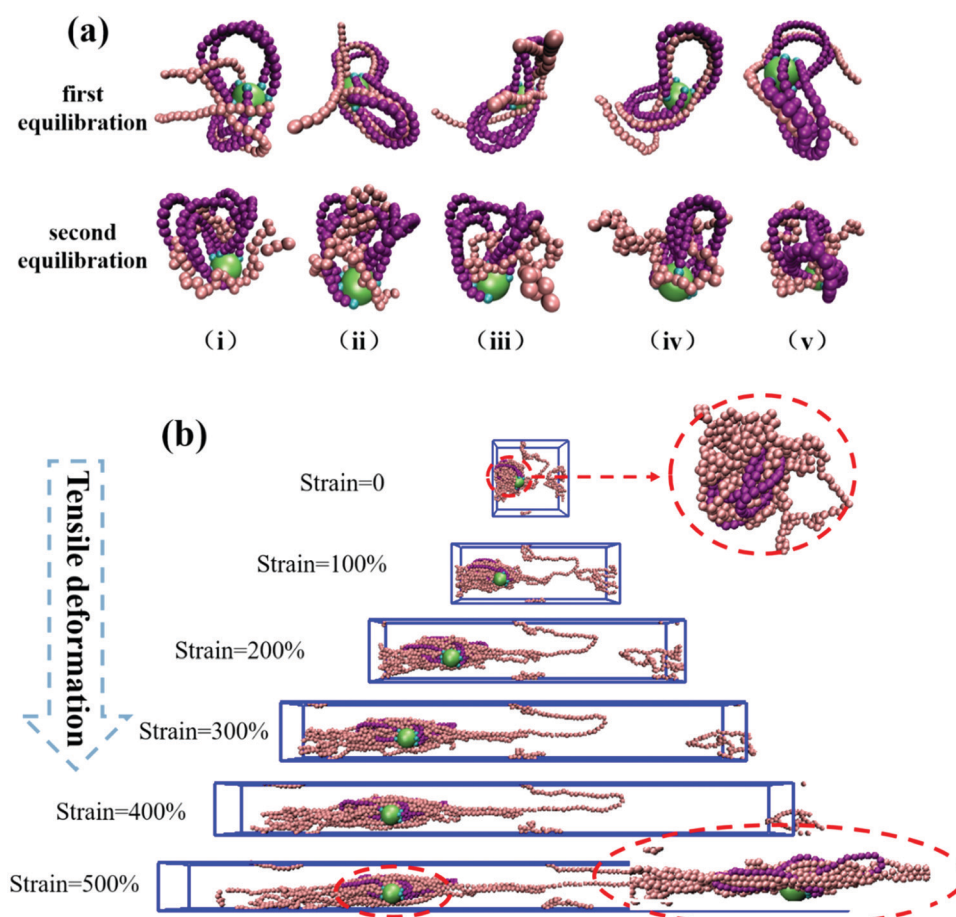 (a)
first
equilibration
second
equilibration
（i） （ii） （iii） （iv） （v）
(b)
Tensile deformation
Strain=0
Strain=100%
Strain=200%
Strain=300%
Strain=400%
Strain=500%